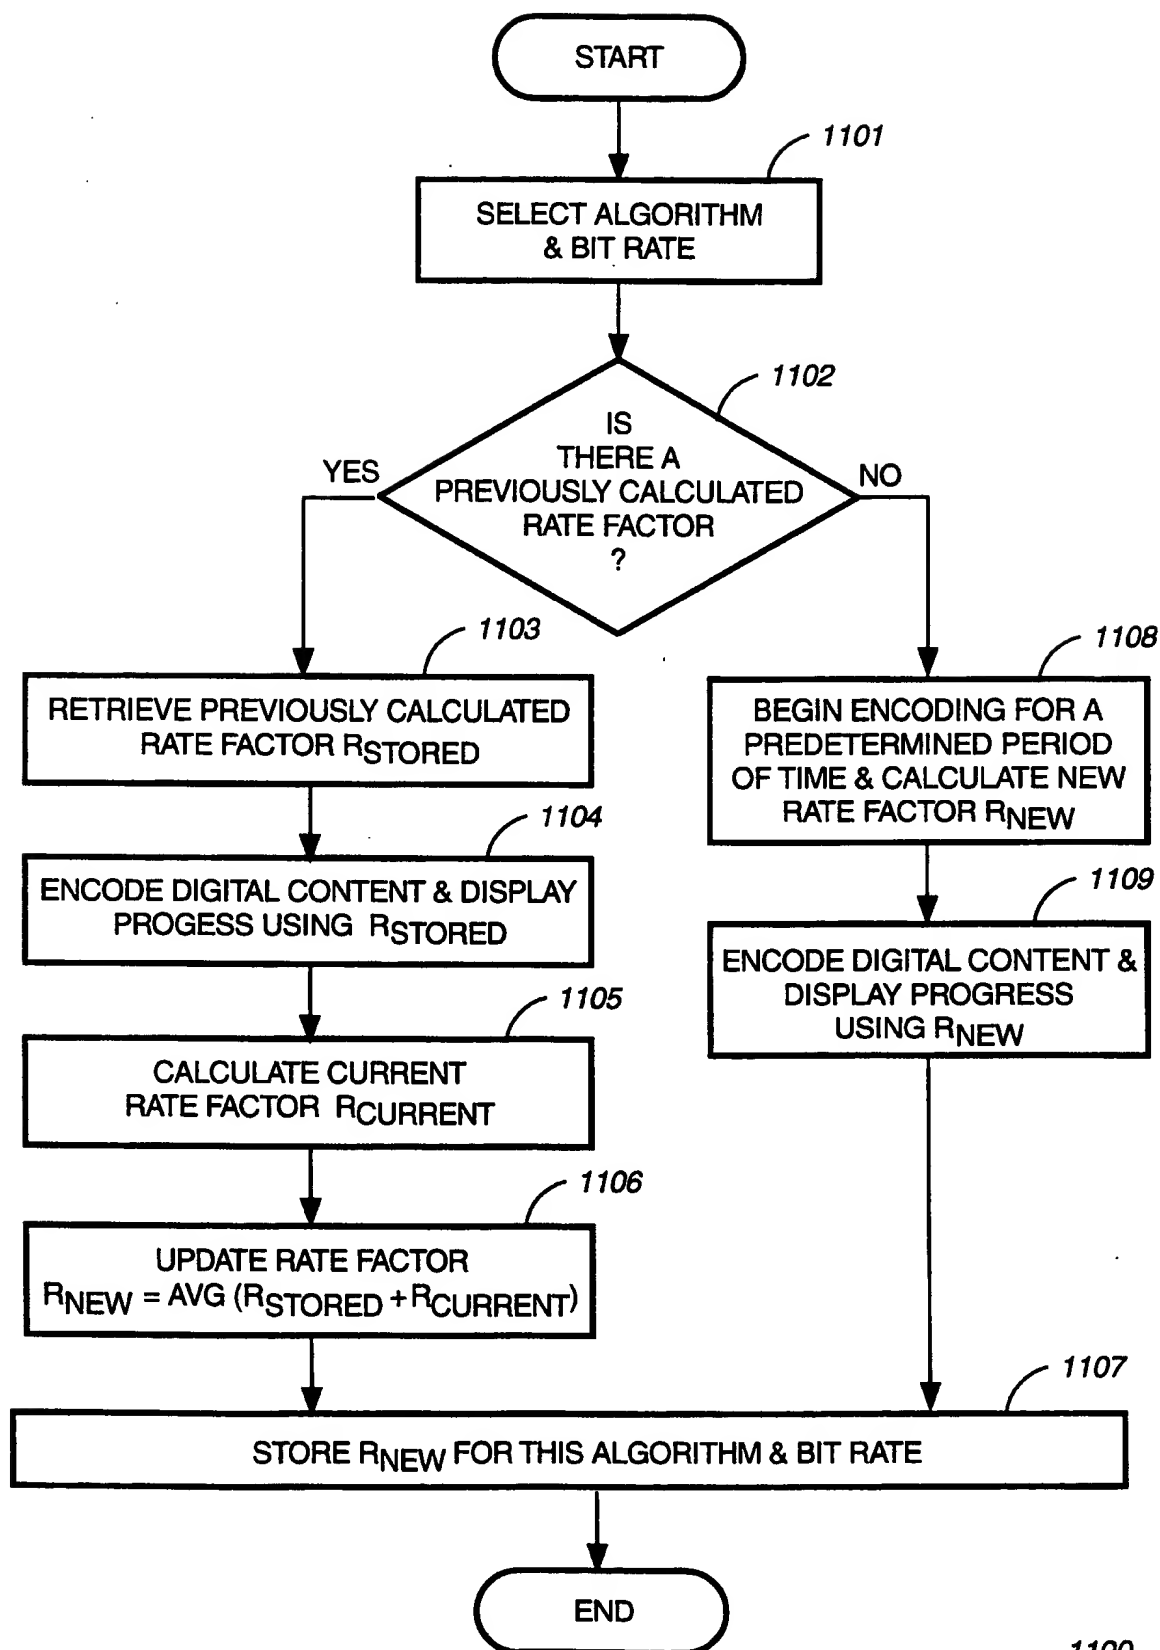 START
1101
SELECT ALGORITHM
& BIT RATE
1102
IS
THERE A
PREVIOUSLY CALCULATED
RATE FACTOR
?
YES
NO
1103
RETRIEVE PREVIOUSLY CALCULATED
RATE FACTOR RSTORED
1104
ENCODE DIGITAL CONTENT & DISPLAY
PROGESS USING RSTORED
1105
CALCULATE CURRENT
RATE FACTOR RCURRENT
1106
UPDATE RATE FACTOR
RNEW = AVG (RSTORED + RCURRENT)
1108
BEGIN ENCODING FOR A
PREDETERMINED PERIOD
OF TIME & CALCULATE NEW
RATE FACTOR RNEW
1109
ENCODE DIGITAL CONTENT &
DISPLAY PROGRESS
USING RNEW
1107
STORE RNEW FOR THIS ALGORITHM & BIT RATE
END